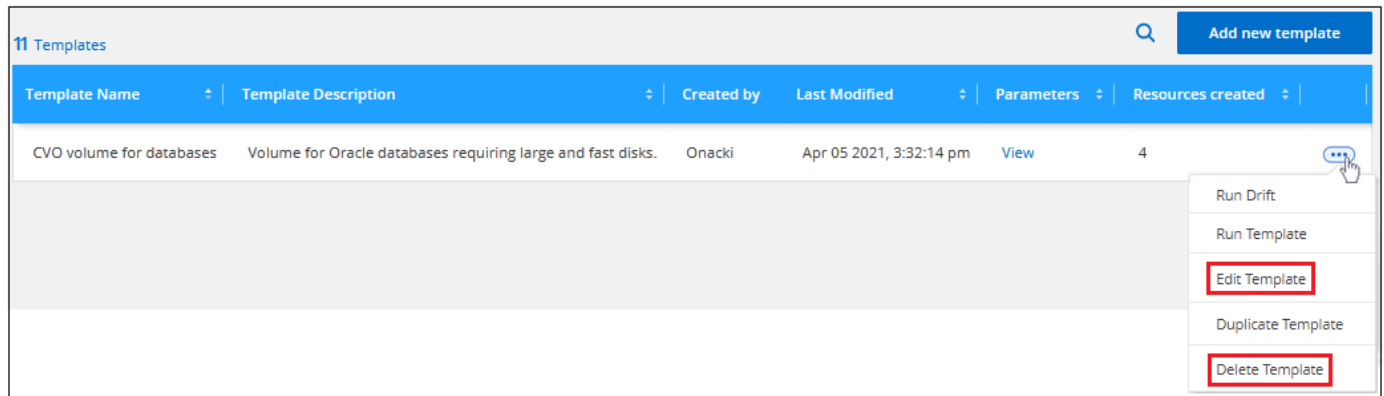 11 Templates
Add new template
Template Name Template Description Created by Last Modified Parameters Resources created
CVO volume for databases Volume for Oracle databases requiring large and fast disks. Onacki Apr 05 2021, 3:32:14 pm View 4
Run Drift
Run Template
Edit Template
Duplicate Template
Delete Template